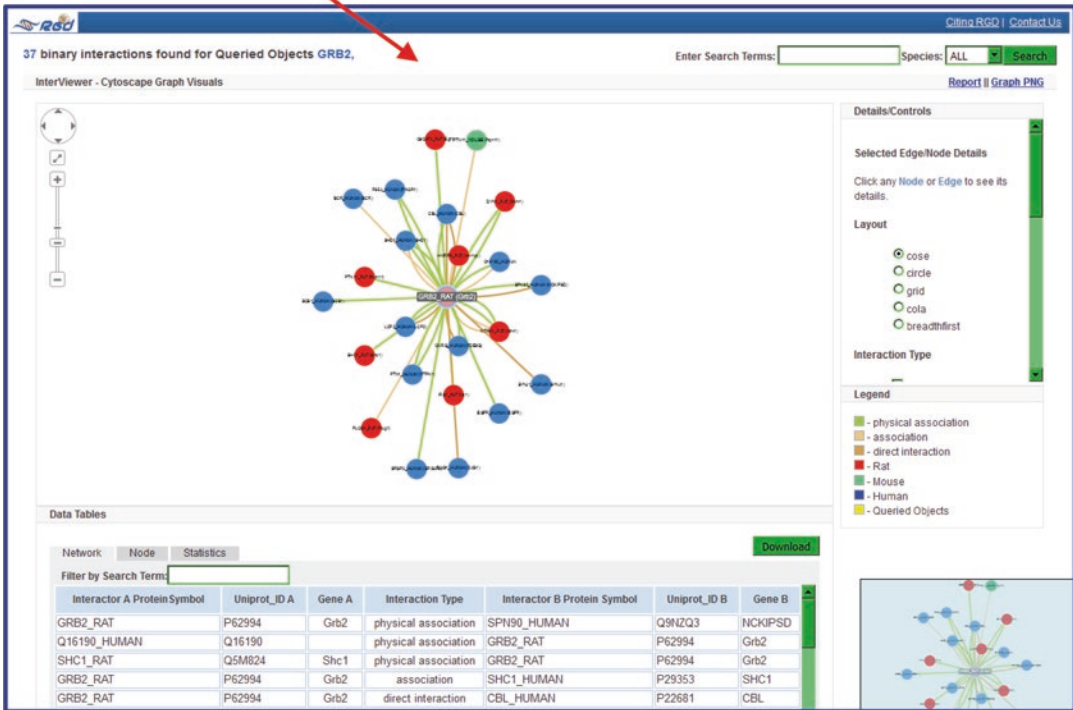 RGD
Citing RGD | Contact Us
37 binary interactions found for Queried Objects GRB2,
Enter Search Terms: Species: ALL Search
InterViewer - Cytoscape Graph Visuals
Report || Graph PNG
Details/Controls
Selected Edge/Node Details
Click any Node or Edge to see its
details.
Layout
cose
circle
grid
cola
breadthfirst
Interaction Type
GRB2_RAT (Grb2)
Legend
- physical association
- association
- direct interaction
- Rat
- Mouse
- Human
- Queried Objects
Data Tables
Network Node Statistics
Download
Filter by Search Term:
Interactor A Protein Symbol Uniprot_ID A Gene A Interaction Type Interactor B Protein Symbol Uniprot_ID B Gene B
GRB2_RAT P62994 Grb2 physical association SPN90_HUMAN Q9NZQ3 NCKIPSD
Q16190_HUMAN Q16190 physical association GRB2_RAT P62994 Grb2
SHC1_RAT Q5M824 Shc1 physical association GRB2_RAT P62994 Grb2
GRB2_RAT P62994 Grb2 association SHC1_HUMAN P29353 SHC1
GRB2_RAT P62994 Grb2 direct interaction CBL_HUMAN P22681 CBL